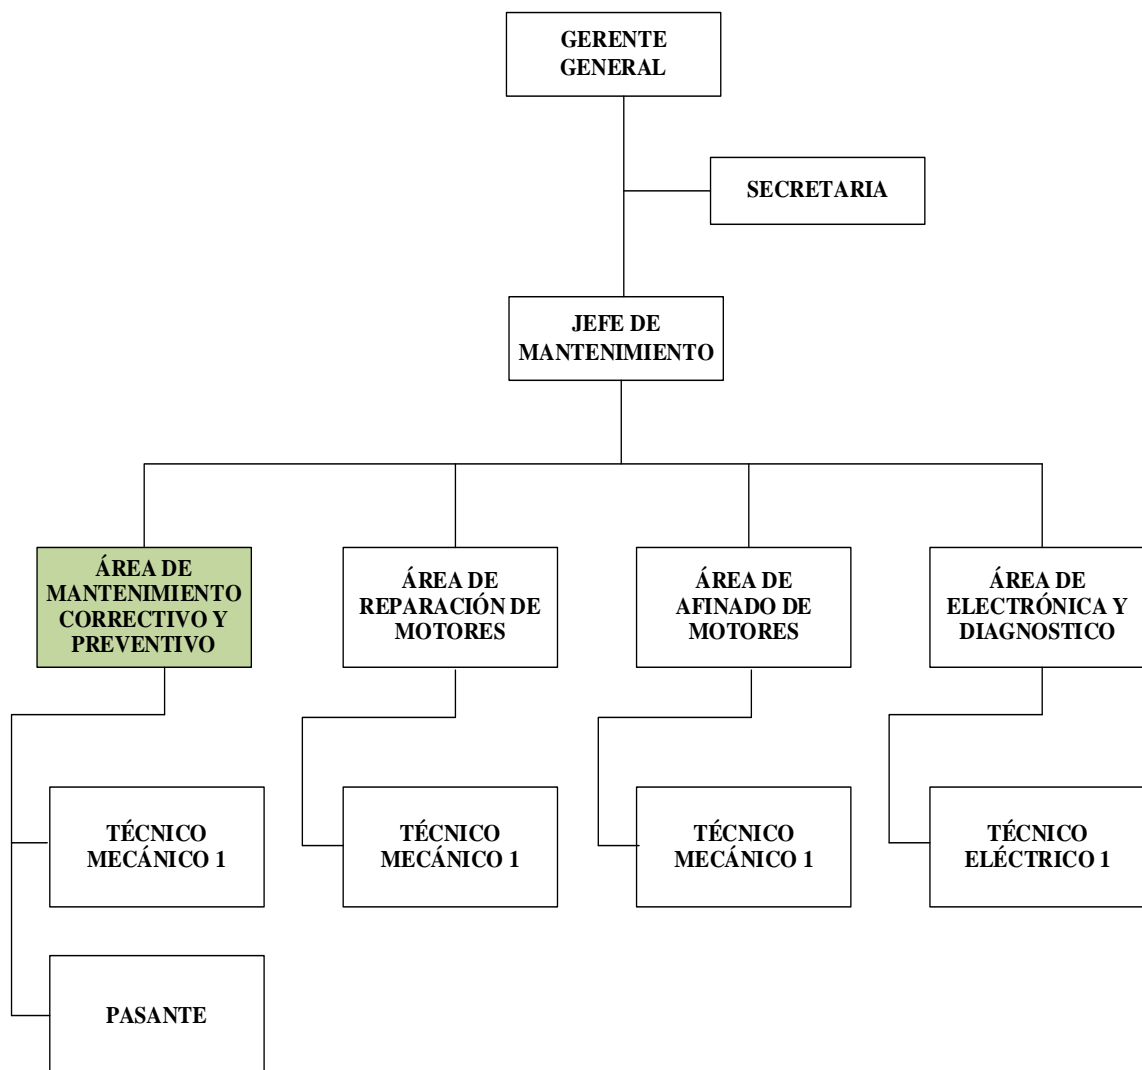 GERENTE
GENERAL
SECRETARIA
JEFE DE
MANTENIMIENTO
ÁREA DE
MANTENIMIENTO
CORRECTIVO Y
PREVENTIVO
ÁREA DE
REPARACIÓN DE
MOTORES
ÁREA DE
AFINADO DE
MOTORES
ÁREA DE
ELECTRÓNICA Y
DIAGNOSTICO
TÉCNICO
MECÁNICO 1
TÉCNICO
MECÁNICO 1
TÉCNICO
MECÁNICO 1
TÉCNICO
ELÉCTRICO 1
PASANTE